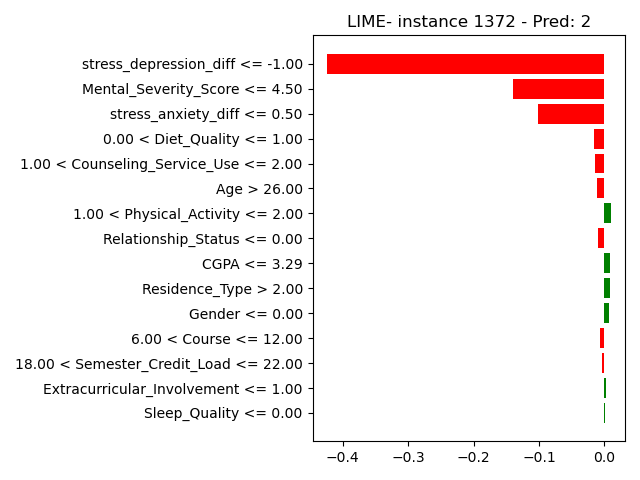 LIME- instance 1372 - Pred: 2
stress_depression_diff <= -1.00
Mental_Severity_Score <= 4.50
stress_anxiety_diff <= 0.50
0.00 < Diet_Quality <= 1.00
1.00 < Counseling_Service_Use <= 2.00
Age > 26.00
1.00 < Physical_Activity <= 2.00
Relationship_Status <= 0.00
CGPA <= 3.29
Residence_Type > 2.00
Gender <= 0.00
6.00 < Course <= 12.00
18.00 < Semester_Credit_Load <= 22.00
Extracurricular_Involvement <= 1.00
Sleep_Quality <= 0.00
−0.4 −0.3 −0.2 −0.1 0.0